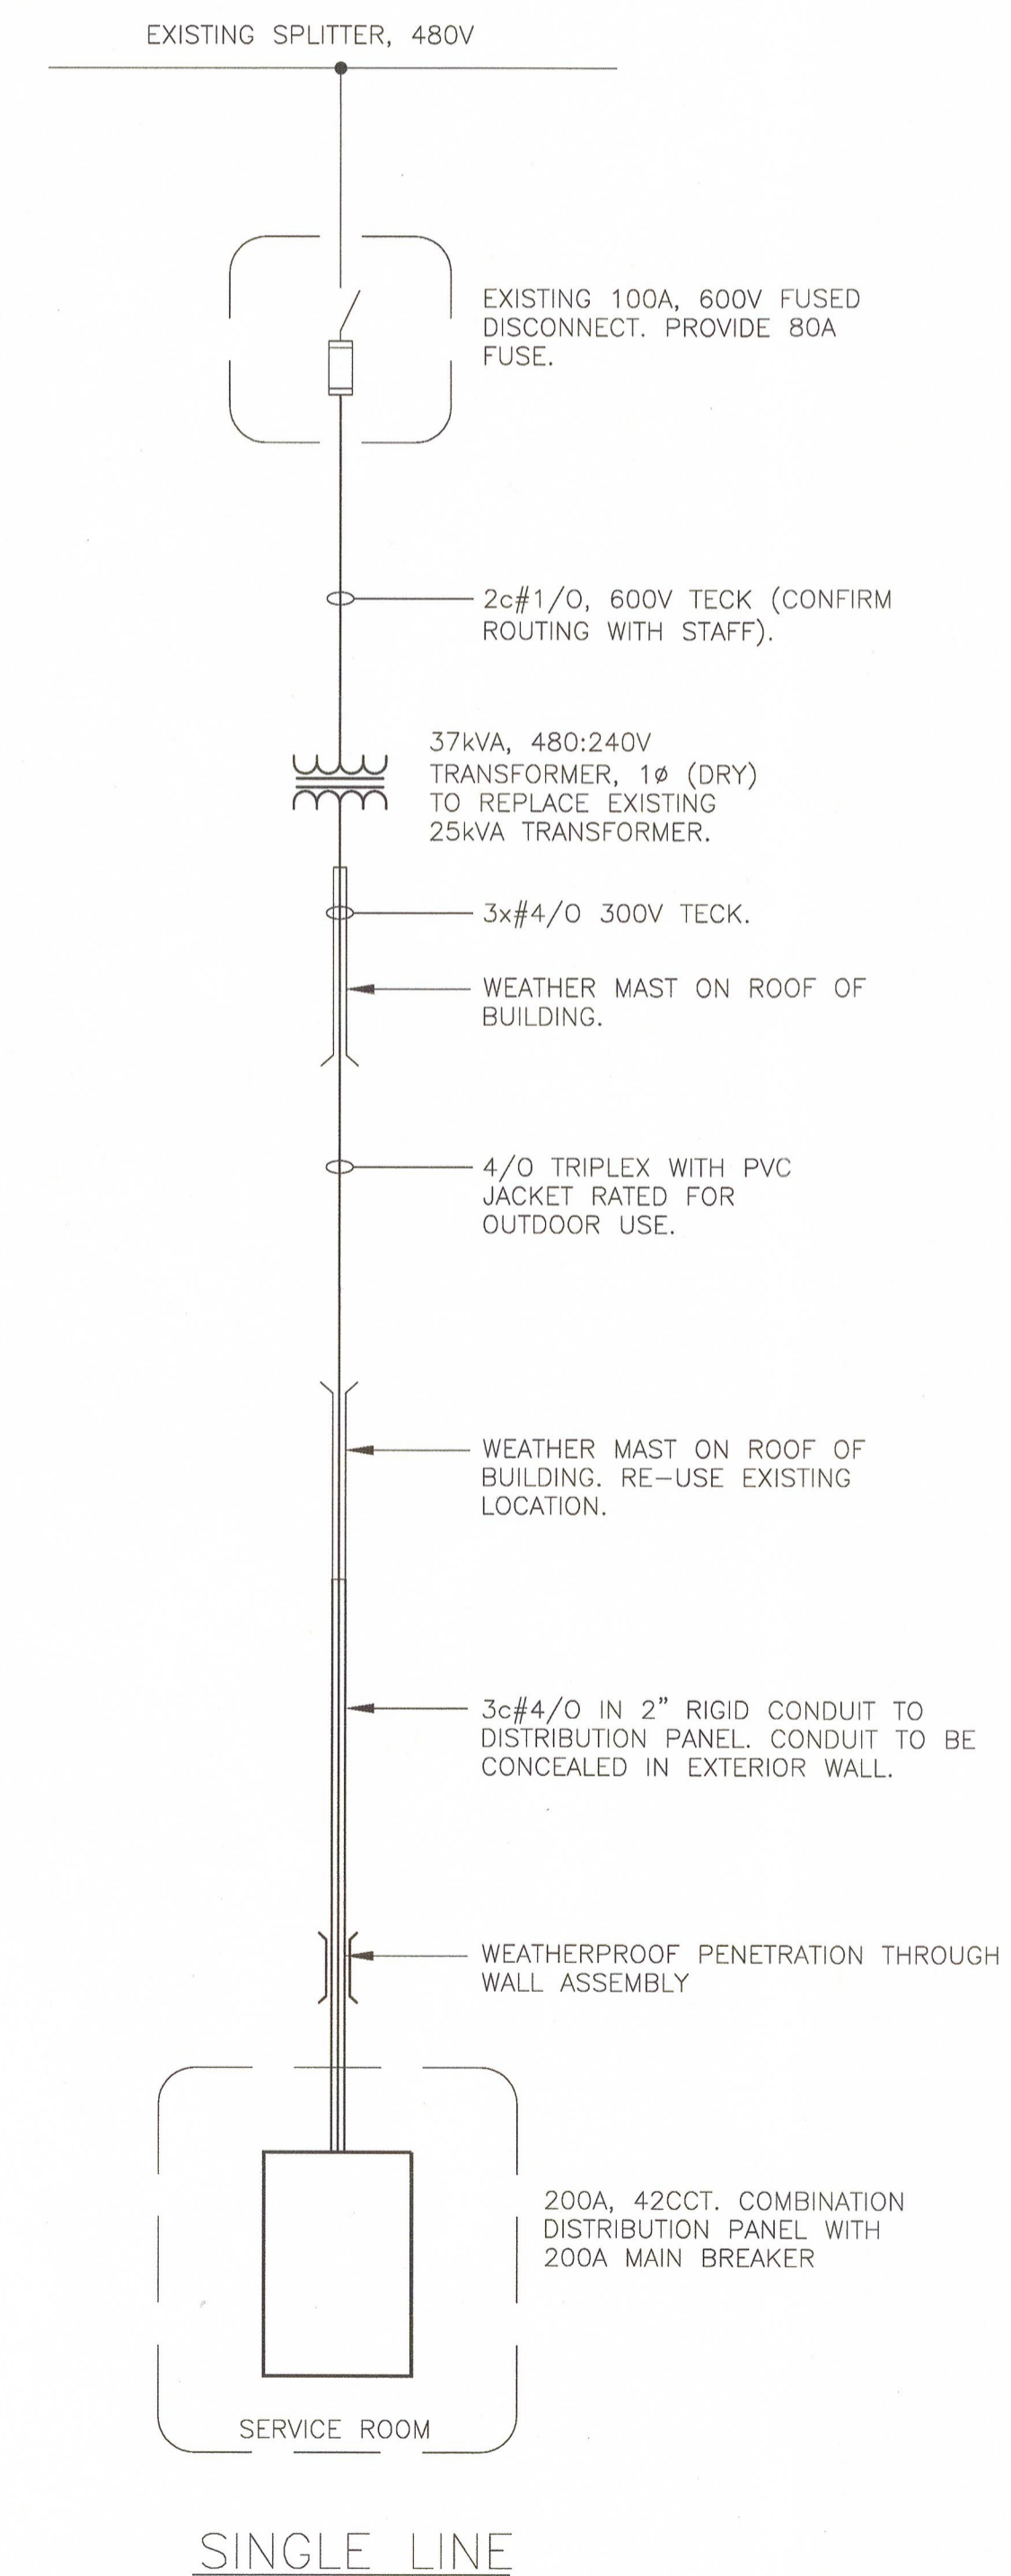 EXISTING SPLITTER, 480V
EXISTING 100A, 600V FUSED
DISCONNECT. PROVIDE 80A
FUSE.
2c#1/0, 600V TECK (CONFIRM
ROUTING WITH STAFF).
37kVA, 480:240V
TRANSFORMER, 1ø (DRY)
TO REPLACE EXISTING
25kVA TRANSFORMER.
3x#4/0 300V TECK.
WEATHER MAST ON ROOF OF
BUILDING.
4/0 TRIPLEX WITH PVC
JACKET RATED FOR
OUTDOOR USE.
WEATHER MAST ON ROOF OF
BUILDING. RE-USE EXISTING
LOCATION.
3c#4/0 IN 2" RIGID CONDUIT TO
DISTRIBUTION PANEL. CONDUIT TO BE
CONCEALED IN EXTERIOR WALL.
WEATHERPROOF PENETRATION THROUGH
WALL ASSEMBLY
200A, 42CCT. COMBINATION
DISTRIBUTION PANEL WITH
200A MAIN BREAKER
SERVICE ROOM
SINGLE LINE